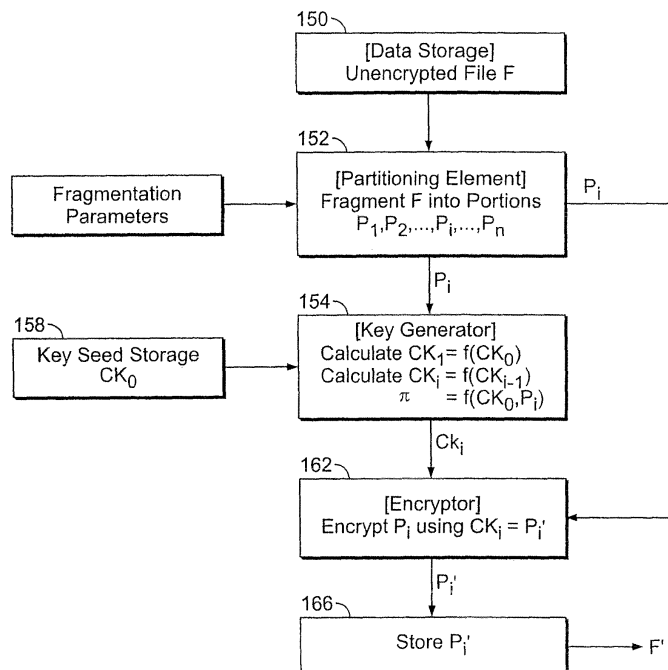 150
[Data Storage]
Unencrypted File F
152
[Partitioning Element]
Fragment F into Portions
P₁,P₂,...,Pᵢ,...,Pₙ
Pᵢ
Fragmentation
Parameters
Pᵢ
154
[Key Generator]
Calculate CK₁= f(CK₀)
Calculate CKᵢ = f(CKᵢ₋₁)
π = f(CK₀,Pᵢ)
158
Key Seed Storage
CK₀
Ckᵢ
162
[Encryptor]
Encrypt Pᵢ using CKᵢ = Pᵢ'
Pᵢ'
166
Store Pᵢ'
F'